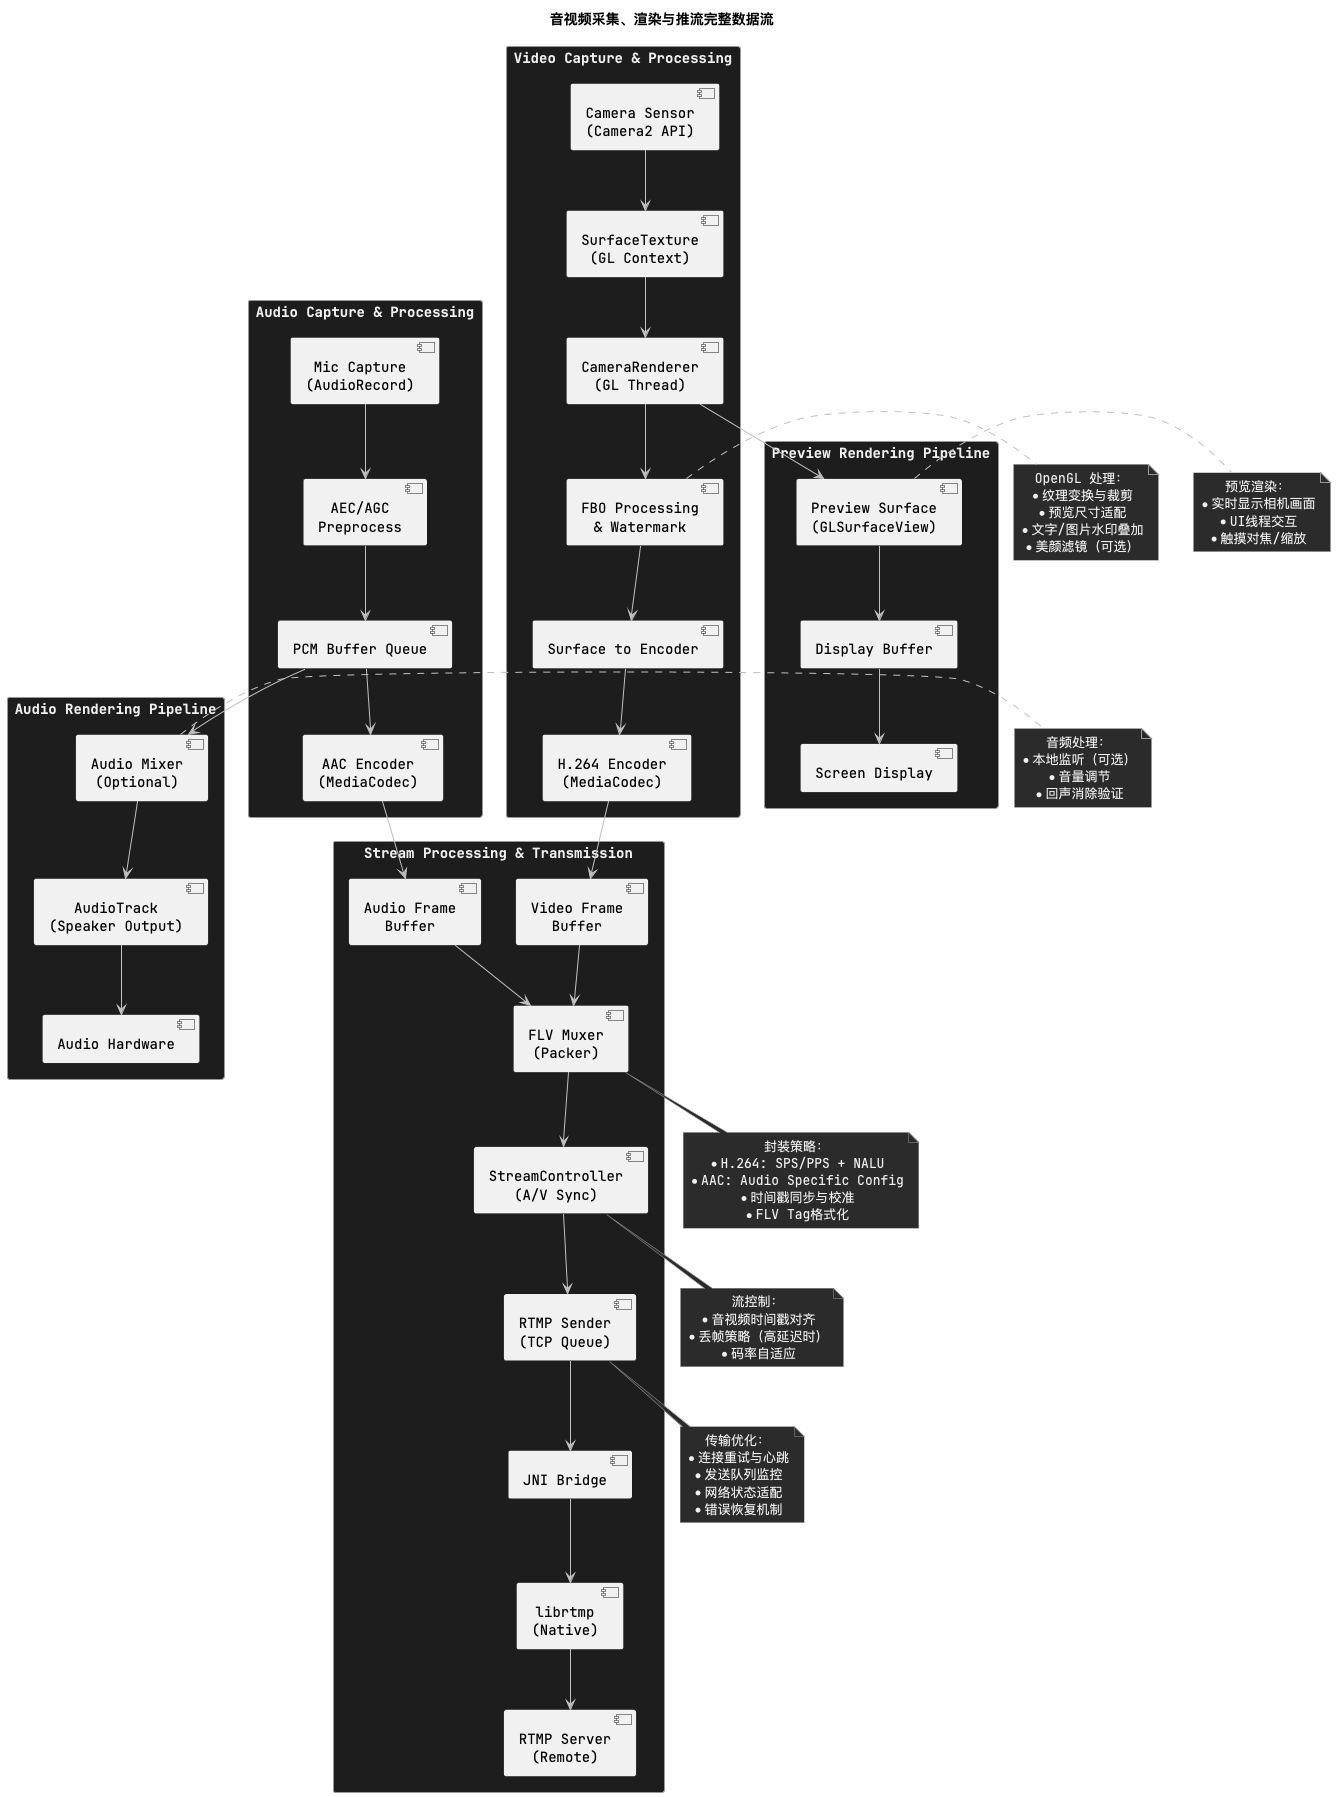 音视频采集、渲染与推流完整数据流
Video Capture & Processing
Camera Sensor
(Camera2 API)
SurfaceTexture
(GL Context)
CameraRenderer
(GL Thread)
FBO Processing
& Watermark
Surface to Encoder
H.264 Encoder
(MediaCodec)
Audio Capture & Processing
Mic Capture
(AudioRecord)
AEC/AGC
Preprocess
PCM Buffer Queue
AAC Encoder
(MediaCodec)
Preview Rendering Pipeline
Preview Surface
(GLSurfaceView)
Display Buffer
Screen Display
OpenGL 处理:
• 纹理变换与裁剪
• 预览尺寸适配
• 文字/图片水印叠加
• 美颜滤镜 (可选)
预览渲染:
• 实时显示相机画面
• UI线程交互
• 触摸对焦/缩放
Audio Rendering Pipeline
Audio Mixer
(Optional)
AudioTrack
(Speaker Output)
Audio Hardware
音频处理:
• 本地监听 (可选)
• 音量调节
• 回声消除验证
Stream Processing & Transmission
Audio Frame
Buffer
Video Frame
Buffer
FLV Muxer
(Packer)
StreamController
(A/V Sync)
RTMP Sender
(TCP Queue)
JNI Bridge
librtmp
(Native)
RTMP Server
(Remote)
封装策略:
• H.264: SPS/PPS + NALU
• AAC: Audio Specific Config
• 时间戳同步与校准
• FLV Tag格式化
流控制:
• 音视频时间戳对齐
• 丢帧策略 (高延迟时)
• 码率自适应
传输优化:
• 连接重试与心跳
• 发送队列监控
• 网络状态适配
• 错误恢复机制